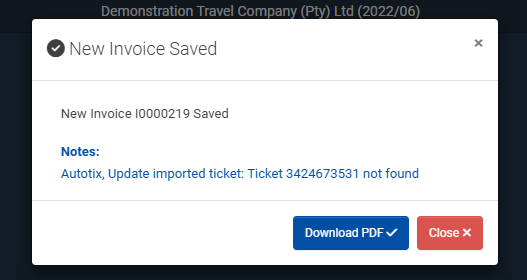 Demonstration Travel Company (Pty) Ltd (2022/06)
New Invoice Saved
×
New Invoice I0000219 Saved
Notes:
Autotix, Update imported ticket: Ticket 3424673531 not found
Download PDF
Close